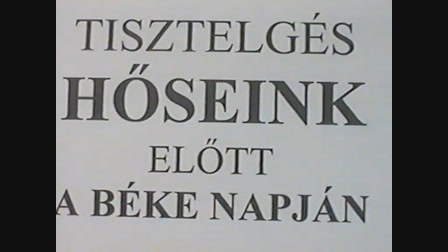 TISZTELGÉS
HŐSEINK
ELŐTT
A BÉKE NAPJÁN